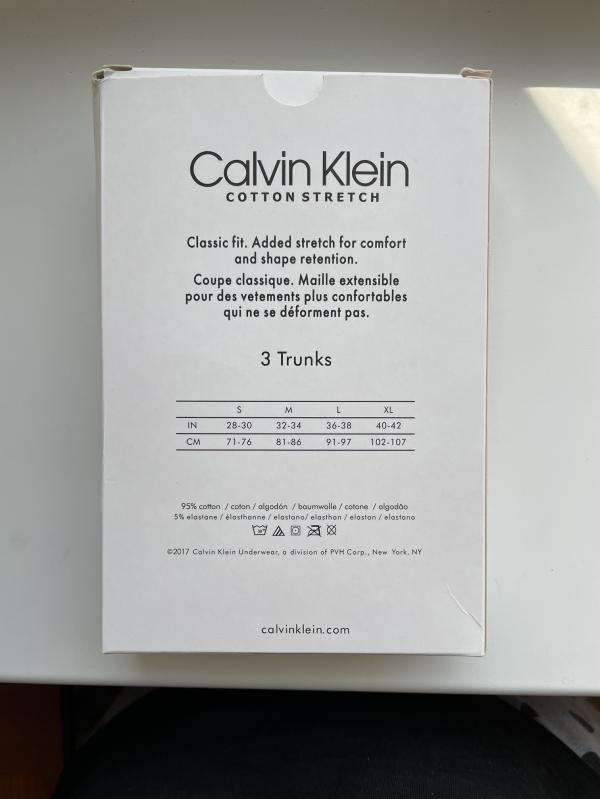 Calvin Klein
COTTON STRETCH
Classic fit. Added stretch for comfort
and shape retention.
Coupe classique. Maille extensible
pour des vetements plus confortables
qui ne se déforment pas.
3 Trunks
S M L XL
IN 28-30 32-34 36-38 40-42
CM 71-76 81-86 91-97 102-107
95% cotton / coton / algodón / baumwolle / cotone / algodão
5% elastane / élasthanne / elastano/ elasthan / elastan / elastano
©2017 Calvin Klein Underwear, a division of PVH Corp., New York, NY
calvinklein.com